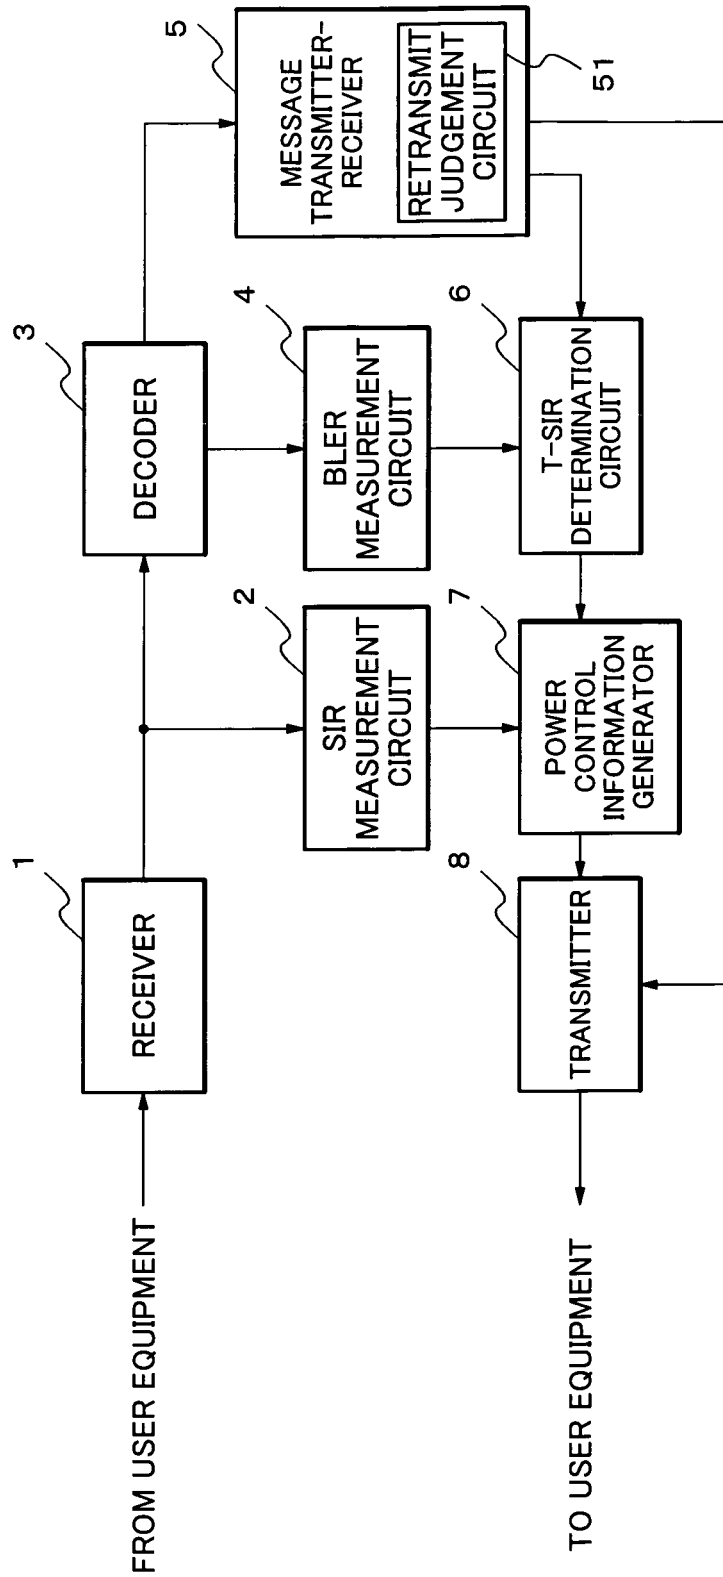 FROM USER EQUIPMENT
1
RECEIVER
3
DECODER
5
MESSAGE
TRANSMITTER-
RECEIVER
RETRANSMIT
JUDGEMENT
CIRCUIT
51
2
SIR
MEASUREMENT
CIRCUIT
4
BLER
MEASUREMENT
CIRCUIT
TO USER EQUIPMENT
8
TRANSMITTER
7
POWER
CONTROL
INFORMATION
GENERATOR
6
T-SIR
DETERMINATION
CIRCUIT